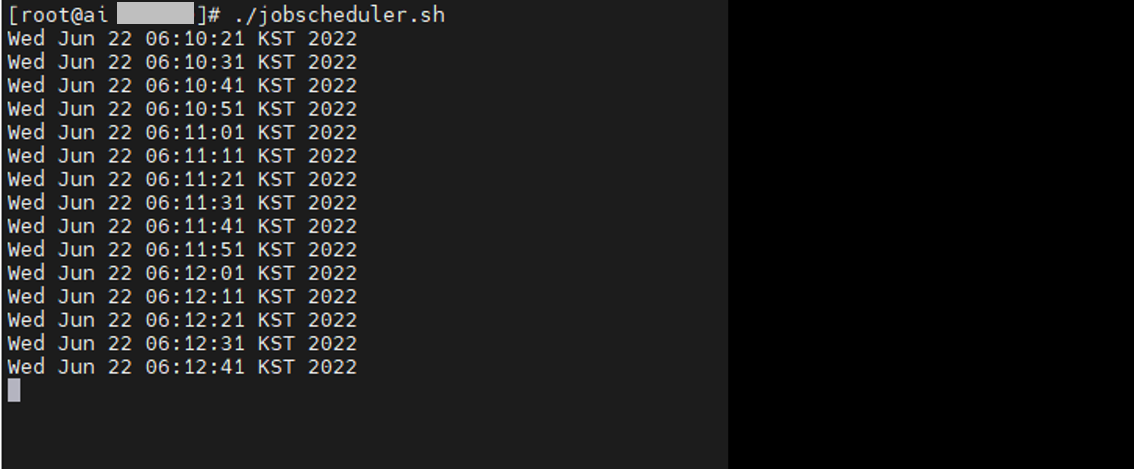 [root@ai ]# ./jobscheduler.sh
Wed Jun 22 06:10:21 KST 2022
Wed Jun 22 06:10:31 KST 2022
Wed Jun 22 06:10:41 KST 2022
Wed Jun 22 06:10:51 KST 2022
Wed Jun 22 06:11:01 KST 2022
Wed Jun 22 06:11:11 KST 2022
Wed Jun 22 06:11:21 KST 2022
Wed Jun 22 06:11:31 KST 2022
Wed Jun 22 06:11:41 KST 2022
Wed Jun 22 06:11:51 KST 2022
Wed Jun 22 06:12:01 KST 2022
Wed Jun 22 06:12:11 KST 2022
Wed Jun 22 06:12:21 KST 2022
Wed Jun 22 06:12:31 KST 2022
Wed Jun 22 06:12:41 KST 2022